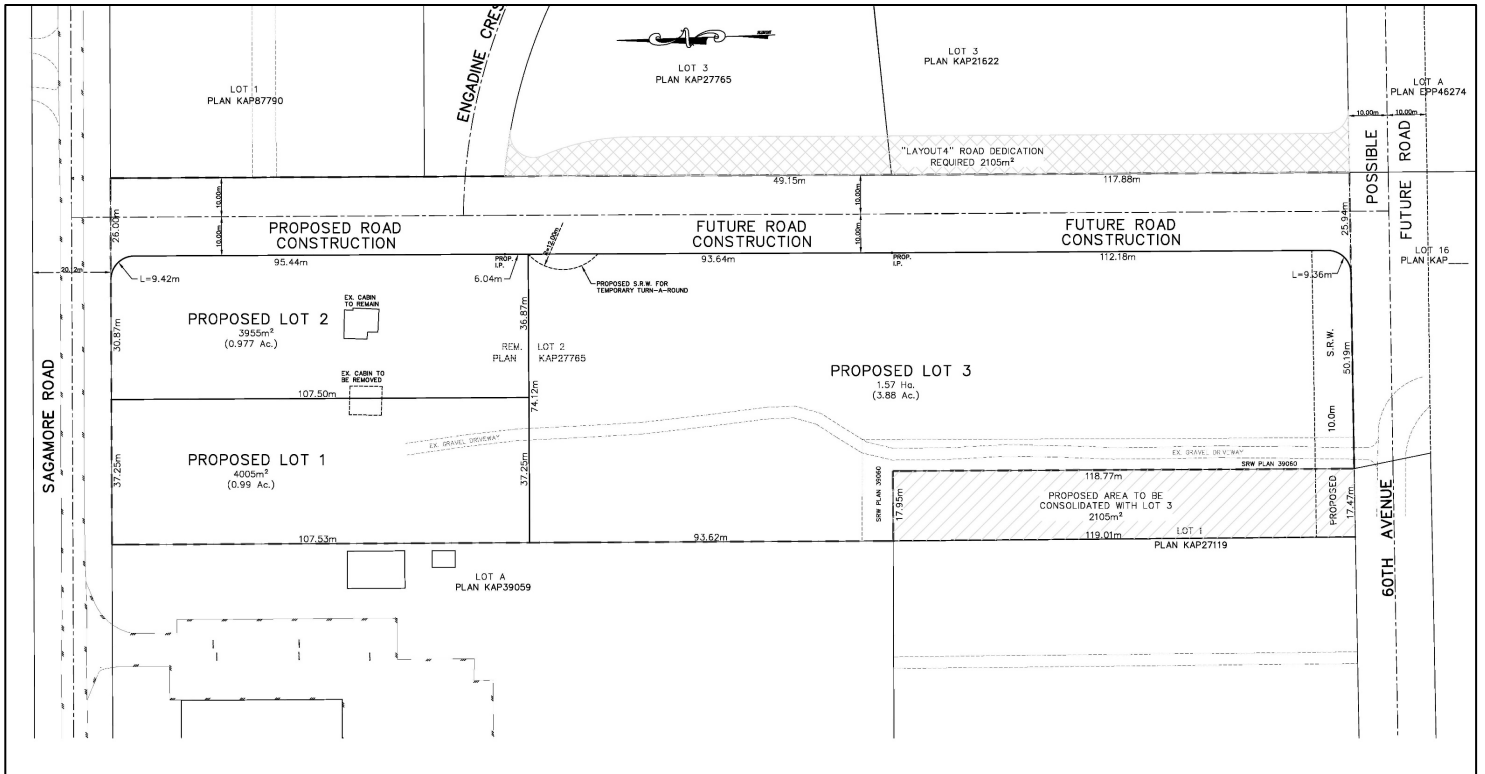 ENGADINE CRES
LOT 1
PLAN KAP87790
LOT 3
PLAN KAP27765
LOT 3
PLAN KAP21622
LOT A
PLAN EPP46274
10.00m
10.00m
"LAYOUT4" ROAD DEDICATION
REQUIRED 2105m²
POSSIBLE
FUTURE ROAD
49.15m
117.88m
26.00m
10.00m
10.00m
10.00m
10.00m
25.94m
PROPOSED ROAD
CONSTRUCTION
FUTURE ROAD
CONSTRUCTION
FUTURE ROAD
CONSTRUCTION
LOT 16
PLAN KAP___
95.44m
PROP.
I.P.
R=12.00m
93.64m
PROP.
I.P.
112.18m
L=9.42m
6.04m
PROPOSED S.R.W. FOR
TEMPORARY TURN-A-ROUND
L=9.36m
EX. CABIN
TO REMAIN
30.87m
PROPOSED LOT 2
3955m²
(0.977 Ac.)
36.87m
REM. LOT 2
PLAN KAP27765
S.R.W.
50.19m
PROPOSED LOT 3
1.57 Ha.
(3.88 Ac.)
EX. CABIN TO
BE REMOVED
107.50m
74.12m
SAGAMORE ROAD
10.0m
EX. GRAVEL DRIVEWAY
EX. GRAVEL DRIVEWAY
PROPOSED LOT 1
4005m²
(0.99 Ac.)
37.25m
37.25m
SRW PLAN 39060
SRW PLAN 39060
118.77m
17.95m
PROPOSED AREA TO BE
CONSOLIDATED WITH LOT 3
2105m²
PROPOSED
17.47m
107.53m
93.62m
119.01m
LOT 1
PLAN KAP27119
60TH AVENUE
LOT A
PLAN KAP39059